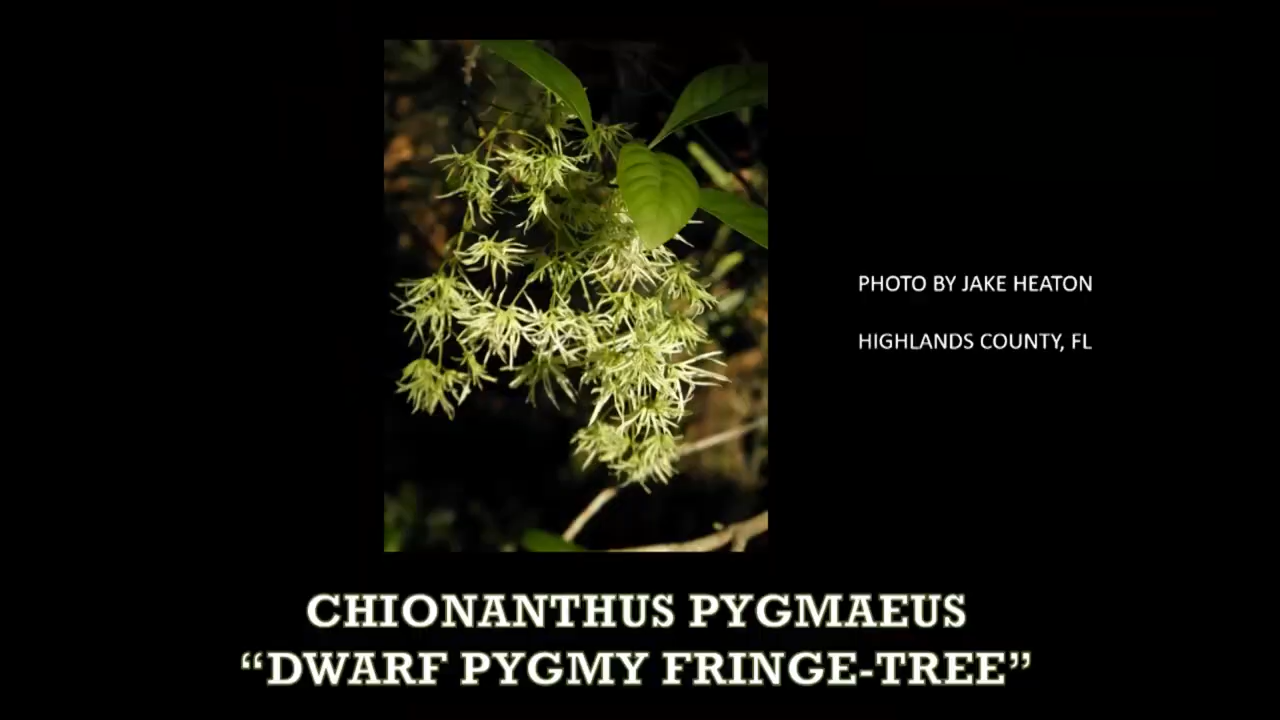 PHOTO BY JAKE HEATON
HIGHLANDS COUNTY, FL
CHIONANTHUS PYGMAEUS
“DWARF PYGMY FRINGE-TREE”